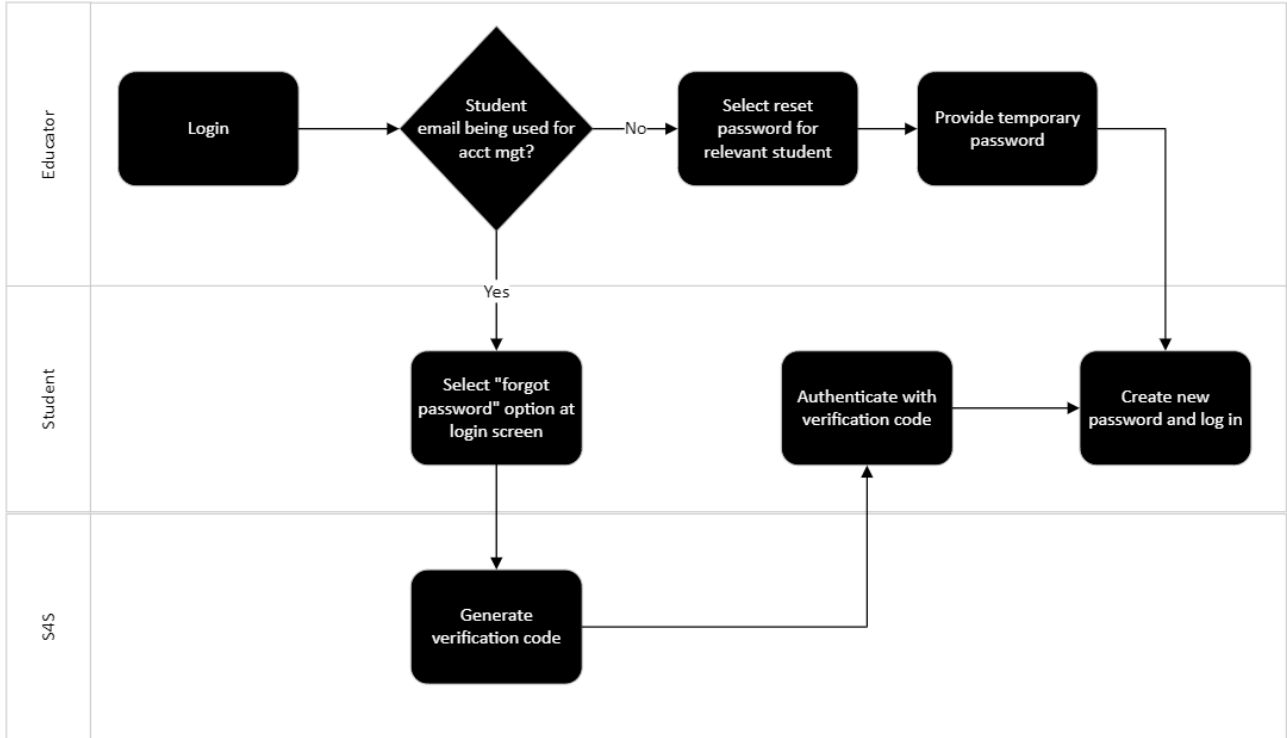 Educator
Login
Student
email being used for
acct mgt?
No
Select reset
password for
relevant student
Provide temporary
password
Yes
Student
Select "forgot
password" option at
login screen
Authenticate with
verification code
Create new
password and log in
S4S
Generate
verification code